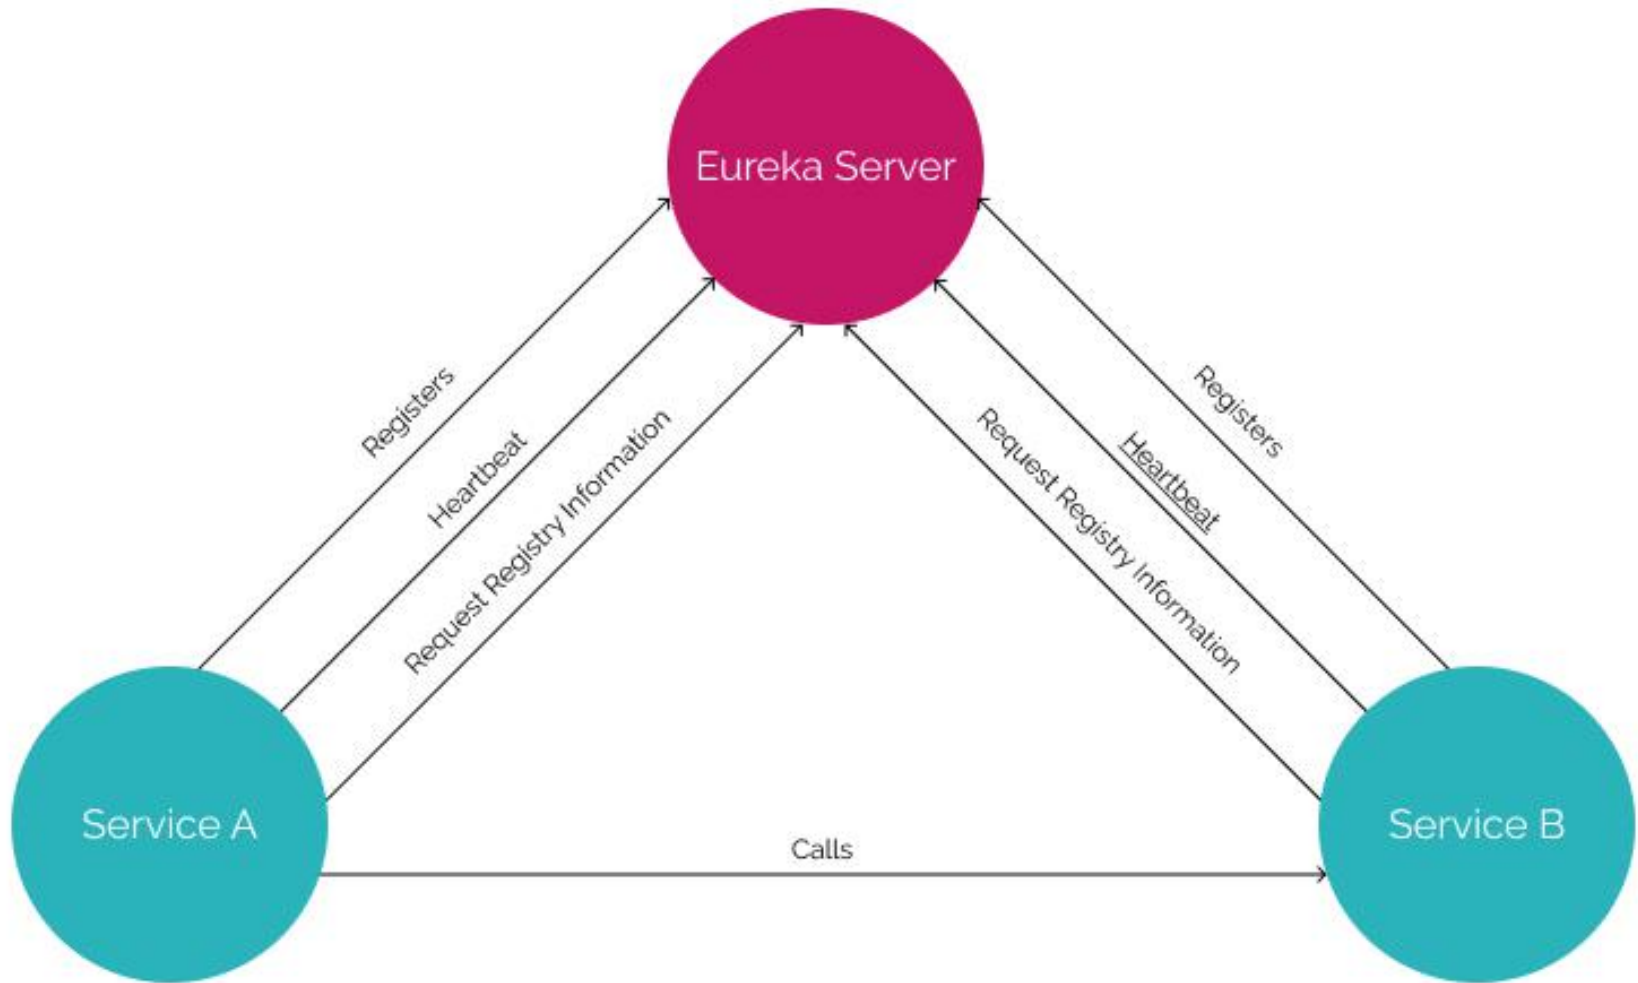 Eureka Server
Registers
Heartbeat
Request Registry Information
Registers
Heartbeat
Request Registry Information
Service A
Calls
Service B